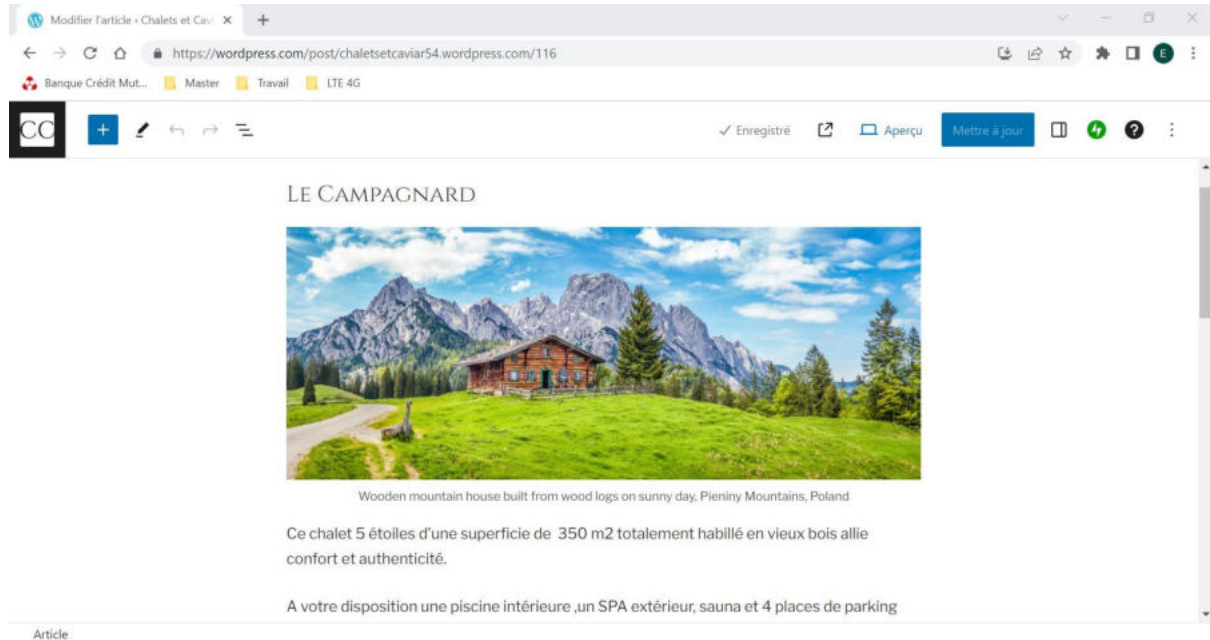 Modifier l'article ‹ Chalets et Cav
https://wordpress.com/post/chaletsetcaviar54.wordpress.com/116
E
Banque Crédit Mut... Master Travail LTE 4G
CC Enregistré Aperçu Mettre à jour
LE CAMPAGNARD
Wooden mountain house built from wood logs on sunny day, Pieniny Mountains, Poland
Ce chalet 5 étoiles d'une superficie de 350 m2 totalement habillé en vieux bois allie
confort et authenticité.
A votre disposition une piscine intérieure ,un SPA extérieur, sauna et 4 places de parking
Article